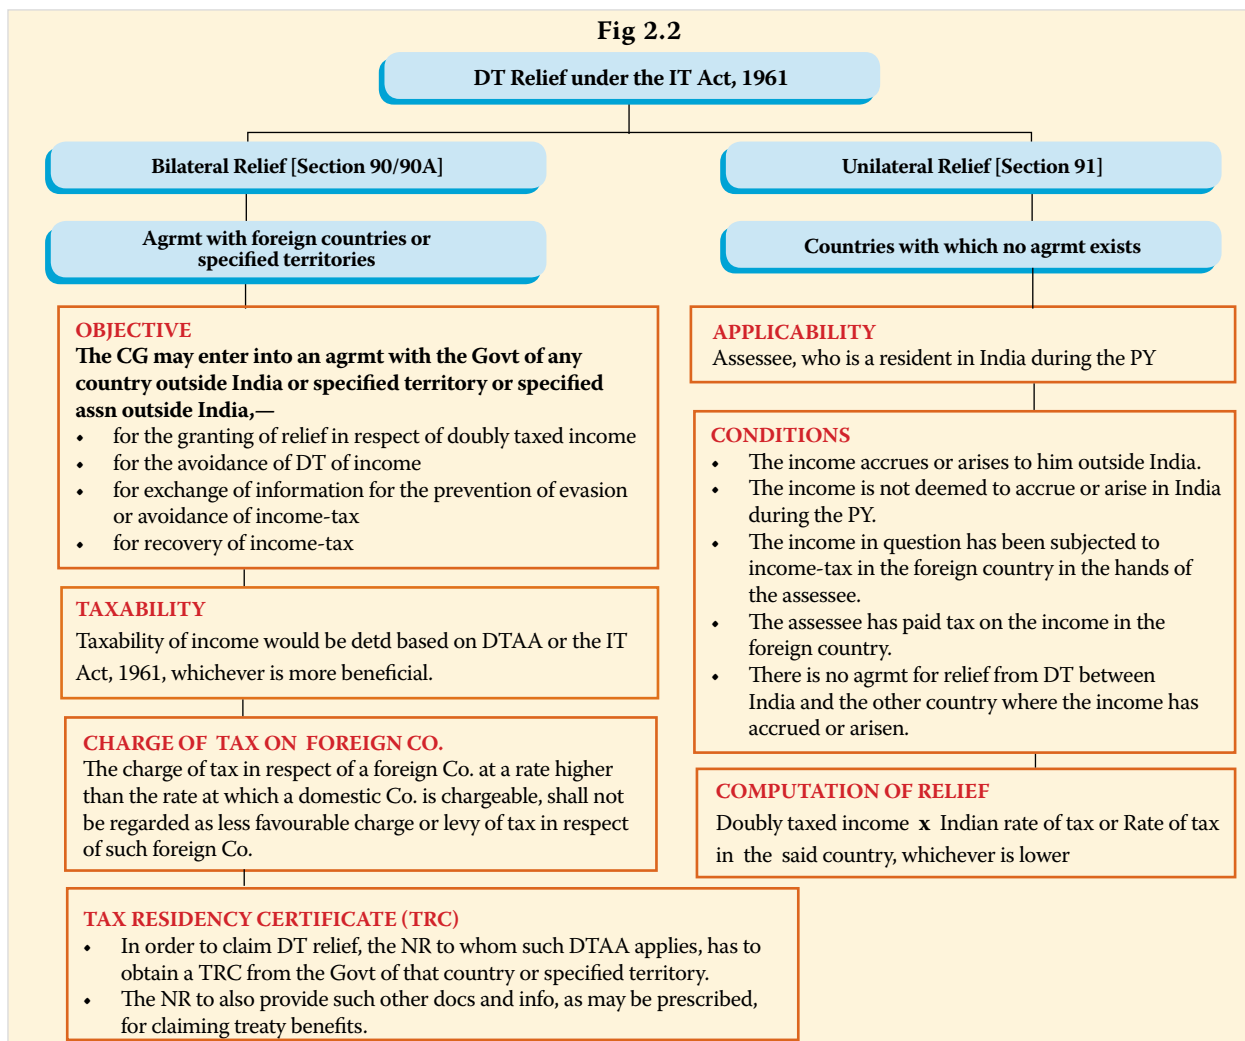 Fig 2.2
DT Relief under the IT Act, 1961
Bilateral Relief [Section 90/90A]
Agrmt with foreign countries or
specified territories
OBJECTIVE
The CG may enter into an agrmt with the Govt of any
country outside India or specified territory or specified
assn outside India,—
• for the granting of relief in respect of doubly taxed income
• for the avoidance of DT of income
• for exchange of information for the prevention of evasion
or avoidance of income-tax
• for recovery of income-tax
TAXABILITY
Taxability of income would be detd based on DTAA or the IT
Act, 1961, whichever is more beneficial.
CHARGE OF TAX ON FOREIGN CO.
The charge of tax in respect of a foreign Co. at a rate higher
than the rate at which a domestic Co. is chargeable, shall not
be regarded as less favourable charge or levy of tax in respect
of such foreign Co.
TAX RESIDENCY CERTIFICATE (TRC)
• In order to claim DT relief, the NR to whom such DTAA applies, has to
obtain a TRC from the Govt of that country or specified territory.
• The NR to also provide such other docs and info, as may be prescribed,
for claiming treaty benefits.
Unilateral Relief [Section 91]
Countries with which no agrmt exists
APPLICABILITY
Assessee, who is a resident in India during the PY
CONDITIONS
• The income accrues or arises to him outside India.
• The income is not deemed to accrue or arise in India
during the PY.
• The income in question has been subjected to
income-tax in the foreign country in the hands of
the assessee.
• The assessee has paid tax on the income in the
foreign country.
• There is no agrmt for relief from DT between
India and the other country where the income has
accrued or arisen.
COMPUTATION OF RELIEF
Doubly taxed income x Indian rate of tax or Rate of tax
in the said country, whichever is lower